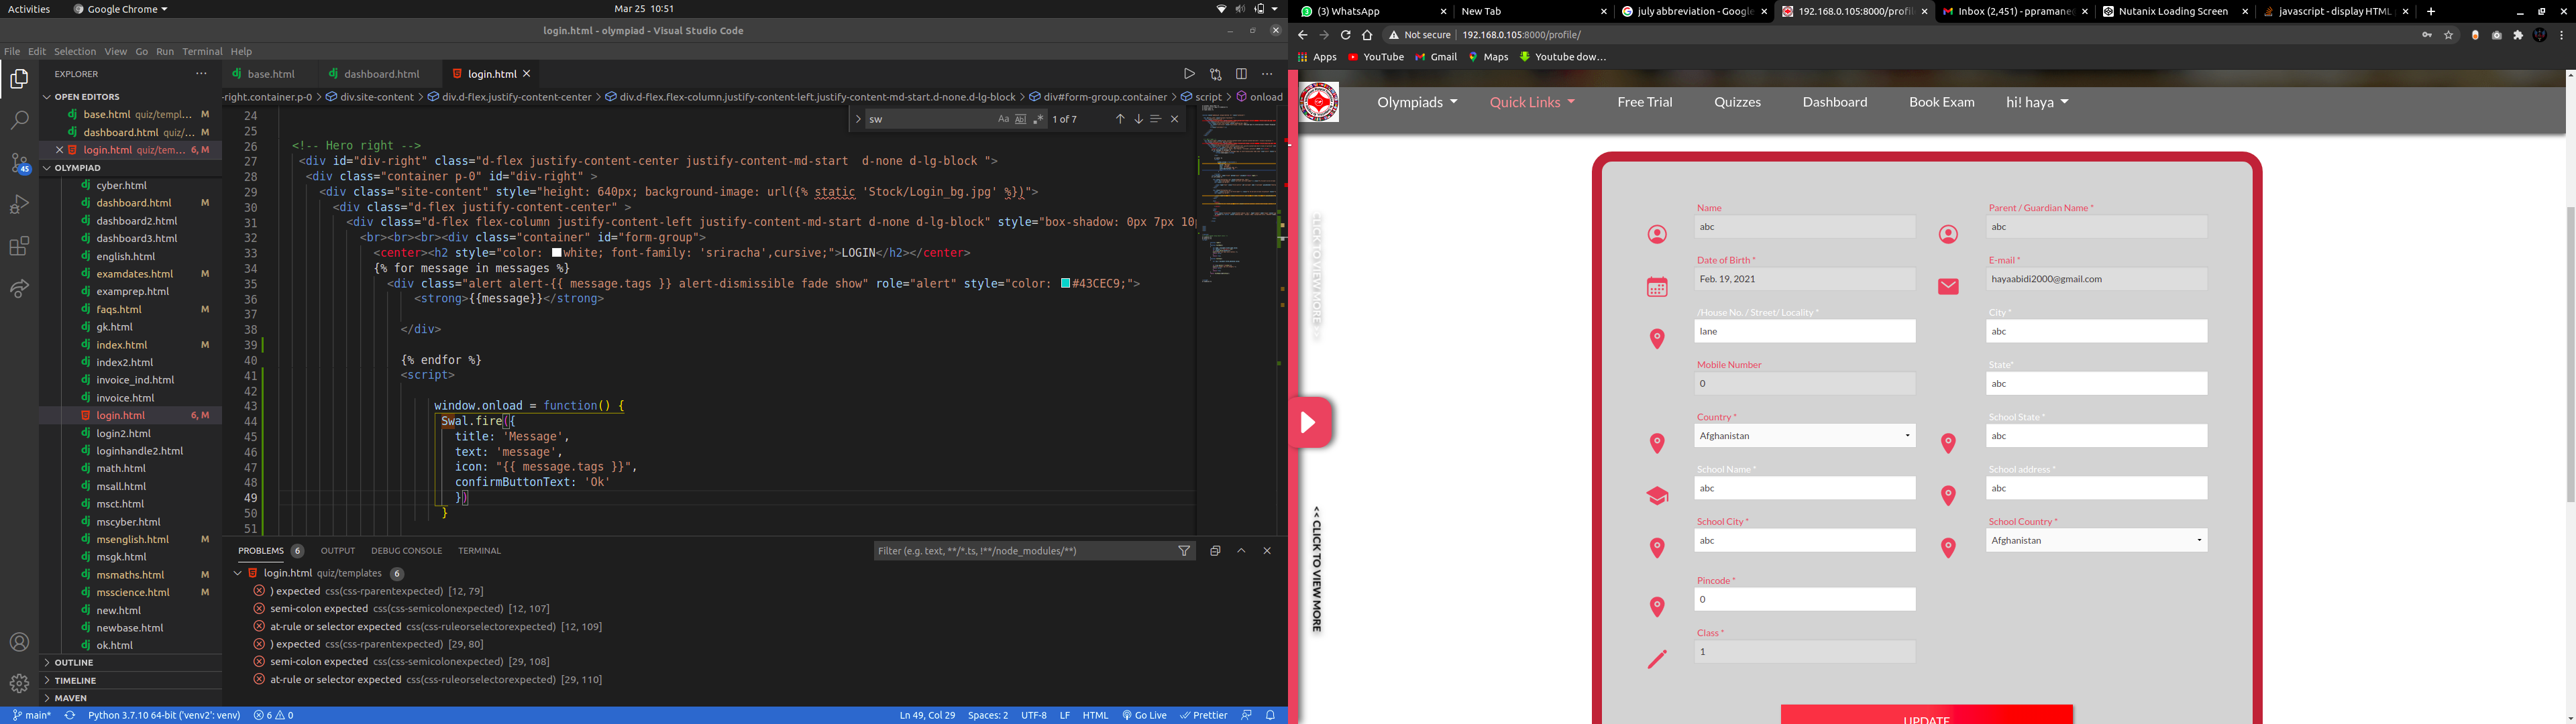 Activities
Google Chrome
Mar 25 10:51
login.html - olympiad - Visual Studio Code
File Edit Selection View Go Run Terminal Help
EXPLORER
OPEN EDITORS
base.html quiz/templ... M
dashboard.html quiz/... M
login.html quiz/tem... 6, M
OLYMPIAD
cyber.html
dashboard.html M
dashboard2.html
dashboard3.html
english.html
examdates.html M
examprep.html
faqs.html M
gk.html
index.html M
index2.html
invoice_ind.html
invoice.html
login.html 6, M
login2.html
loginhandle2.html
math.html
msall.html
msct.html
mscyber.html
msenglish.html M
msgk.html
msmaths.html M
msscience.html M
new.html
newbase.html
ok.html
OUTLINE
TIMELINE
MAVEN
45
base.html dashboard.html login.html
-right.container.p-0 > div.site-content > div.d-flex.justify-content-center > div.d-flex.flex-column.justify-content-left.justify-content-md-start.d-none.d-lg-block > div#form-group.container > script > onload
sw Aa Abl .* 1 of 7
24
25
26 <!-- Hero right -->
27 <div id="div-right" class="d-flex justify-content-center justify-content-md-start  d-none d-lg-block ">
28 <div class="container p-0" id="div-right" >
29 <div class="site-content" style="height: 640px; background-image: url({% static 'Stock/Login_bg.jpg' %})">
30 <div class="d-flex justify-content-center" >
31 <div class="d-flex flex-column justify-content-left justify-content-md-start d-none d-lg-block" style="box-shadow: 0px 7px 10p
32 <br><br><br><div class="container" id="form-group">
33 <center><h2 style="color: white; font-family: 'sriracha',cursive;">LOGIN</h2></center>
34 {% for message in messages %}
35 <div class="alert alert-{{ message.tags }} alert-dismissible fade show" role="alert" style="color: #43CEC9;">
36 <strong>{{message}}</strong>
37
38 </div>
39
40 {% endfor %}
41 <script>
42
43 window.onload = function() {
44 Swal.fire({
45 title: 'Message',
46 text: 'message',
47 icon: "{{ message.tags }}",
48 confirmButtonText: 'Ok'
49 })
50 }
51
PROBLEMS 6 OUTPUT DEBUG CONSOLE TERMINAL
Filter (e.g. text, **/*.ts, !**/node_modules/**)
login.html quiz/templates 6
) expected css(css-rparentexpected) [12, 79]
semi-colon expected css(css-semicolonexpected) [12, 107]
at-rule or selector expected css(css-ruleorselectorexpected) [12, 109]
) expected css(css-rparentexpected) [29, 80]
semi-colon expected css(css-semicolonexpected) [29, 108]
at-rule or selector expected css(css-ruleorselectorexpected) [29, 110]
main* Python 3.7.10 64-bit ('venv2': venv) 6 0
Ln 49, Col 29 Spaces: 2 UTF-8 LF HTML Go Live Prettier
(3) WhatsApp
New Tab
july abbreviation - Google
192.168.0.105:8000/profil
Inbox (2,451) - ppramane
Nutanix Loading Screen
javascript - display HTML
Not secure | 192.168.0.105:8000/profile/
Apps YouTube Gmail Maps Youtube dow...
Olympiads Quick Links Free Trial Quizzes Dashboard Book Exam hi! haya
CLICK TO VIEW MORE
<< CLICK TO VIEW MORE
Name
abc
Parent / Guardian Name *
abc
Date of Birth *
Feb. 19, 2021
E-mail *
hayaabidi2000@gmail.com
/House No. / Street/ Locality *
lane
City *
abc
Mobile Number
0
State*
abc
Country *
Afghanistan
School State *
abc
School Name *
abc
School address *
abc
School City *
abc
School Country *
Afghanistan
Pincode *
0
Class *
1
UPDATE